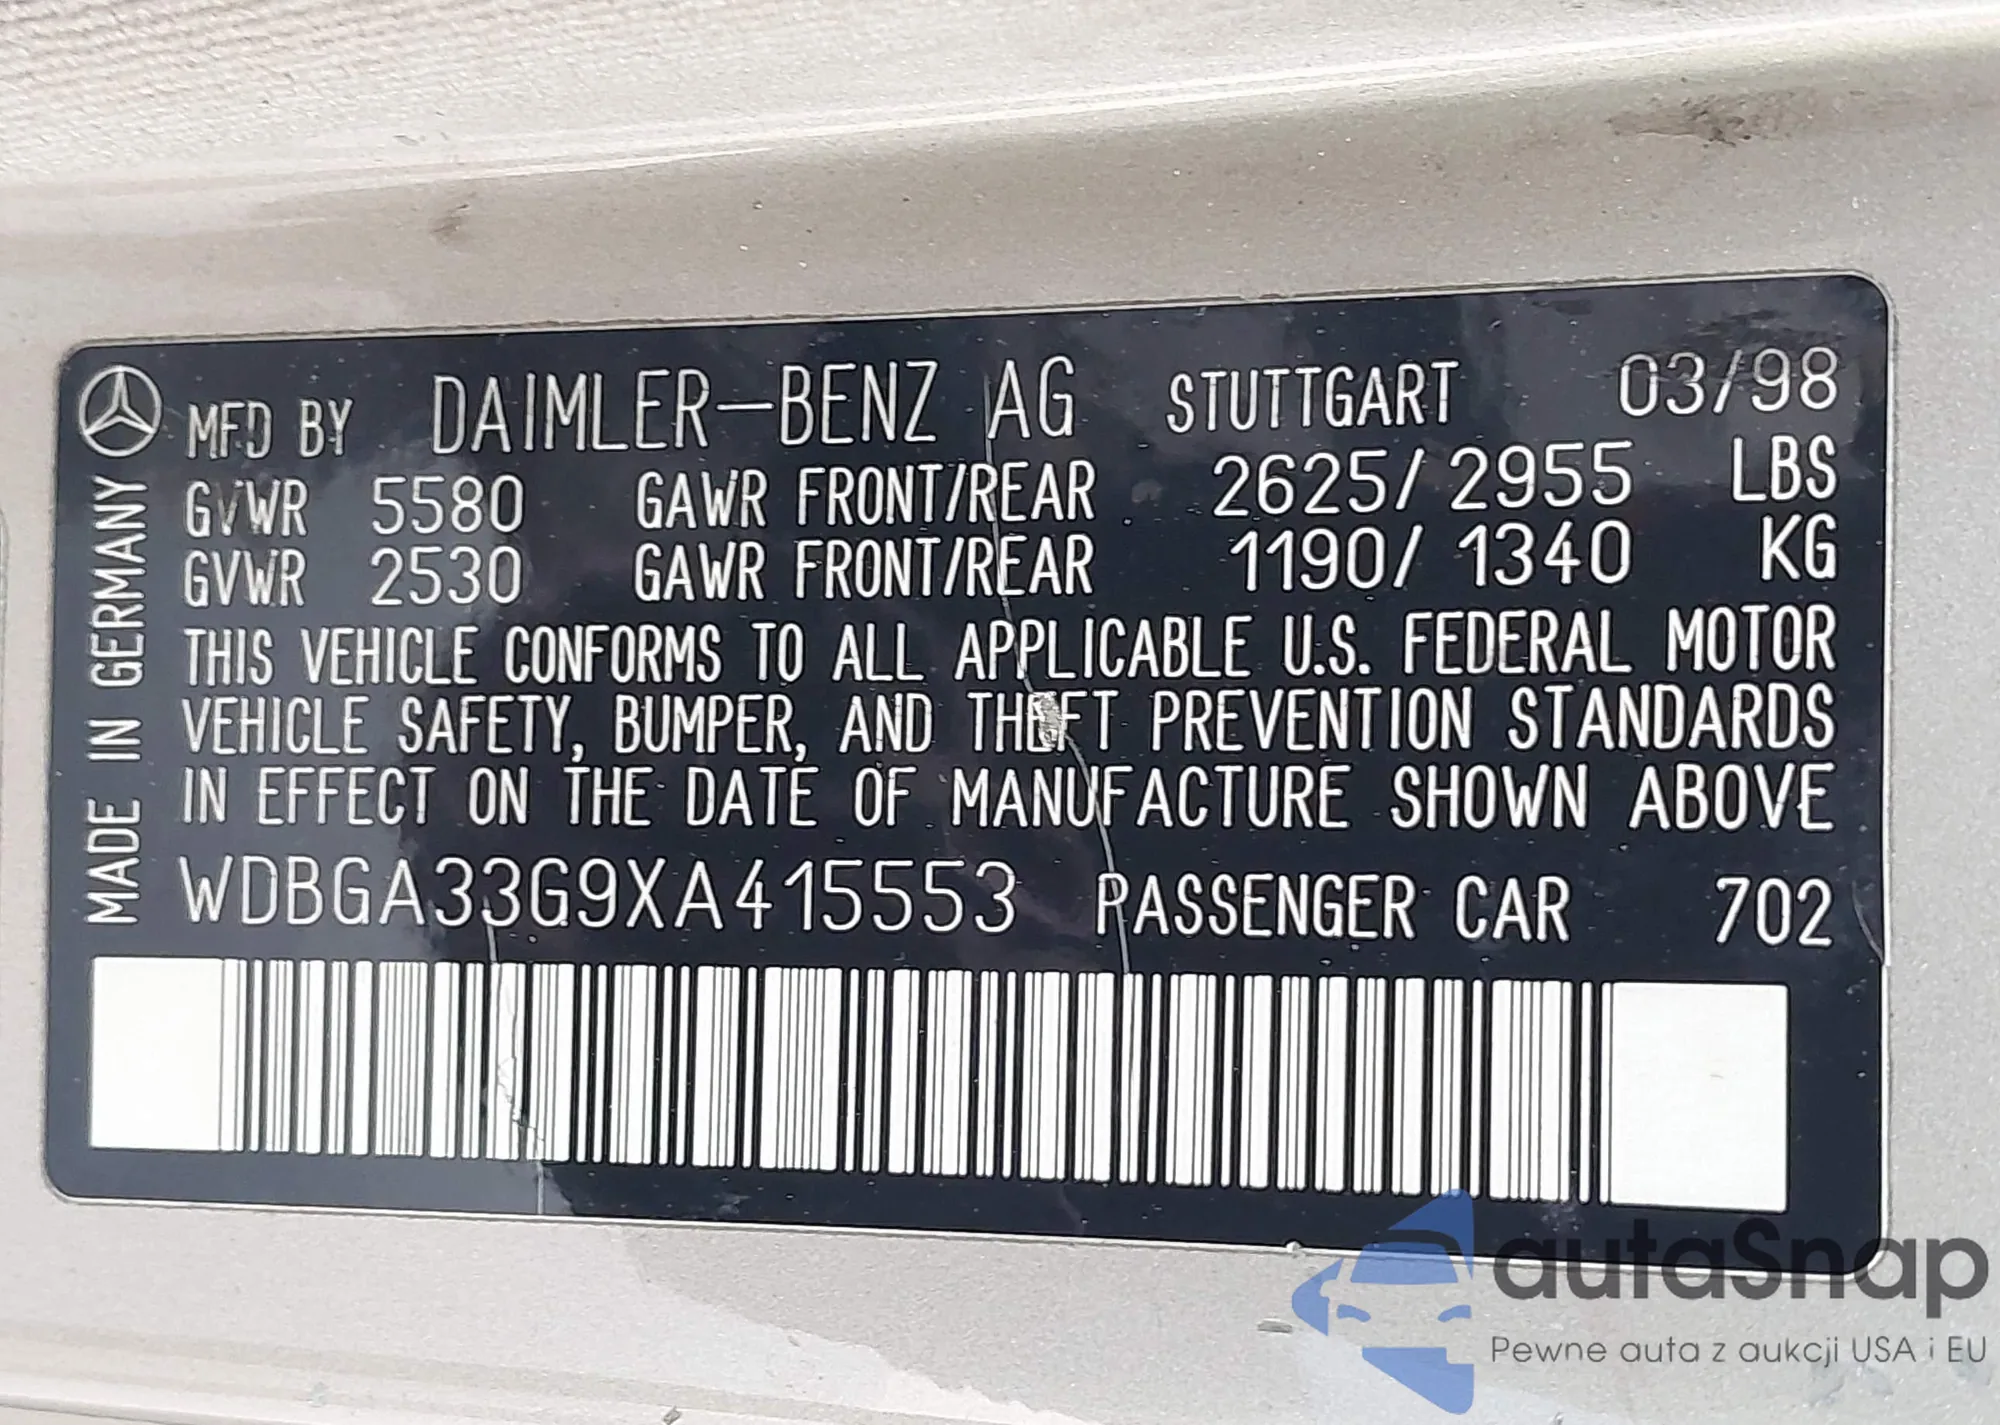 MFD BY DAIMLER-BENZ AG STUTTGART 03/98
GVWR 5580 GAWR FRONT/REAR 2625/2955 LBS
GVWR 2530 GAWR FRONT/REAR 1190/1340 KG
THIS VEHICLE CONFORMS TO ALL APPLICABLE U.S. FEDERAL MOTOR
VEHICLE SAFETY, BUMPER, AND THEFT PREVENTION STANDARDS
IN EFFECT ON THE DATE OF MANUFACTURE SHOWN ABOVE
WDBGA33G9XA415553 PASSENGER CAR 702
MADE IN GERMANY
autaSnap
Pewne auta z aukcji USA i EU